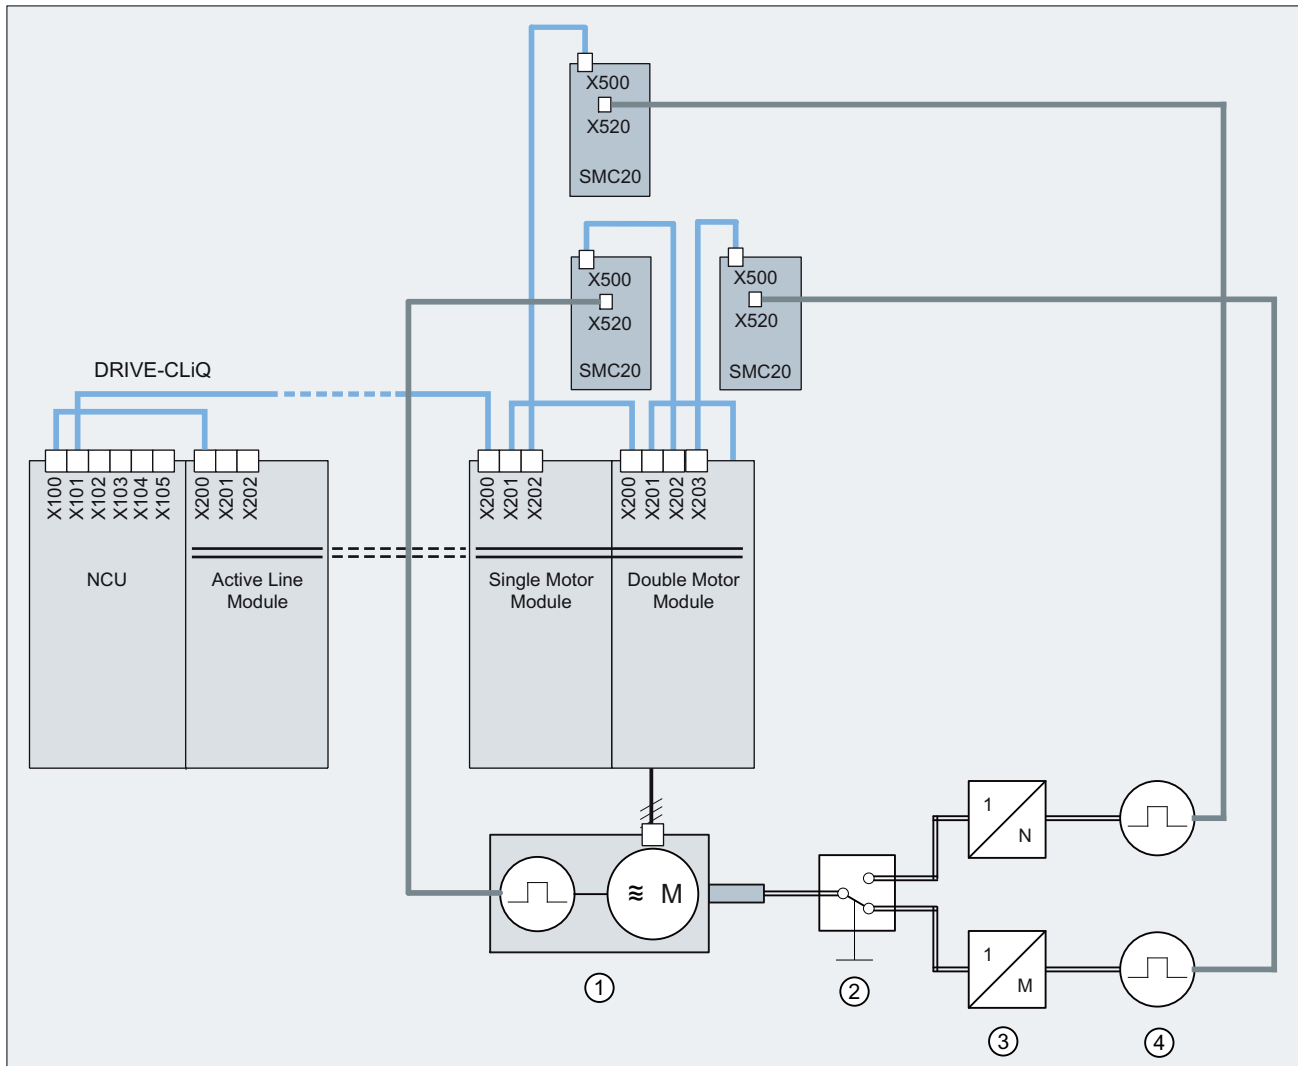 X500
X520
SMC20
X500
X520
SMC20
X500
X520
SMC20
DRIVE-CLiQ
X100
X101
X102
X103
X104
X105
X200
X201
X202
X200
X201
X202
X200
X201
X202
X203
NCU
Active Line
Module
Single Motor
Module
Double Motor
Module
≋ M
1
N
1
M
1
2
3
4